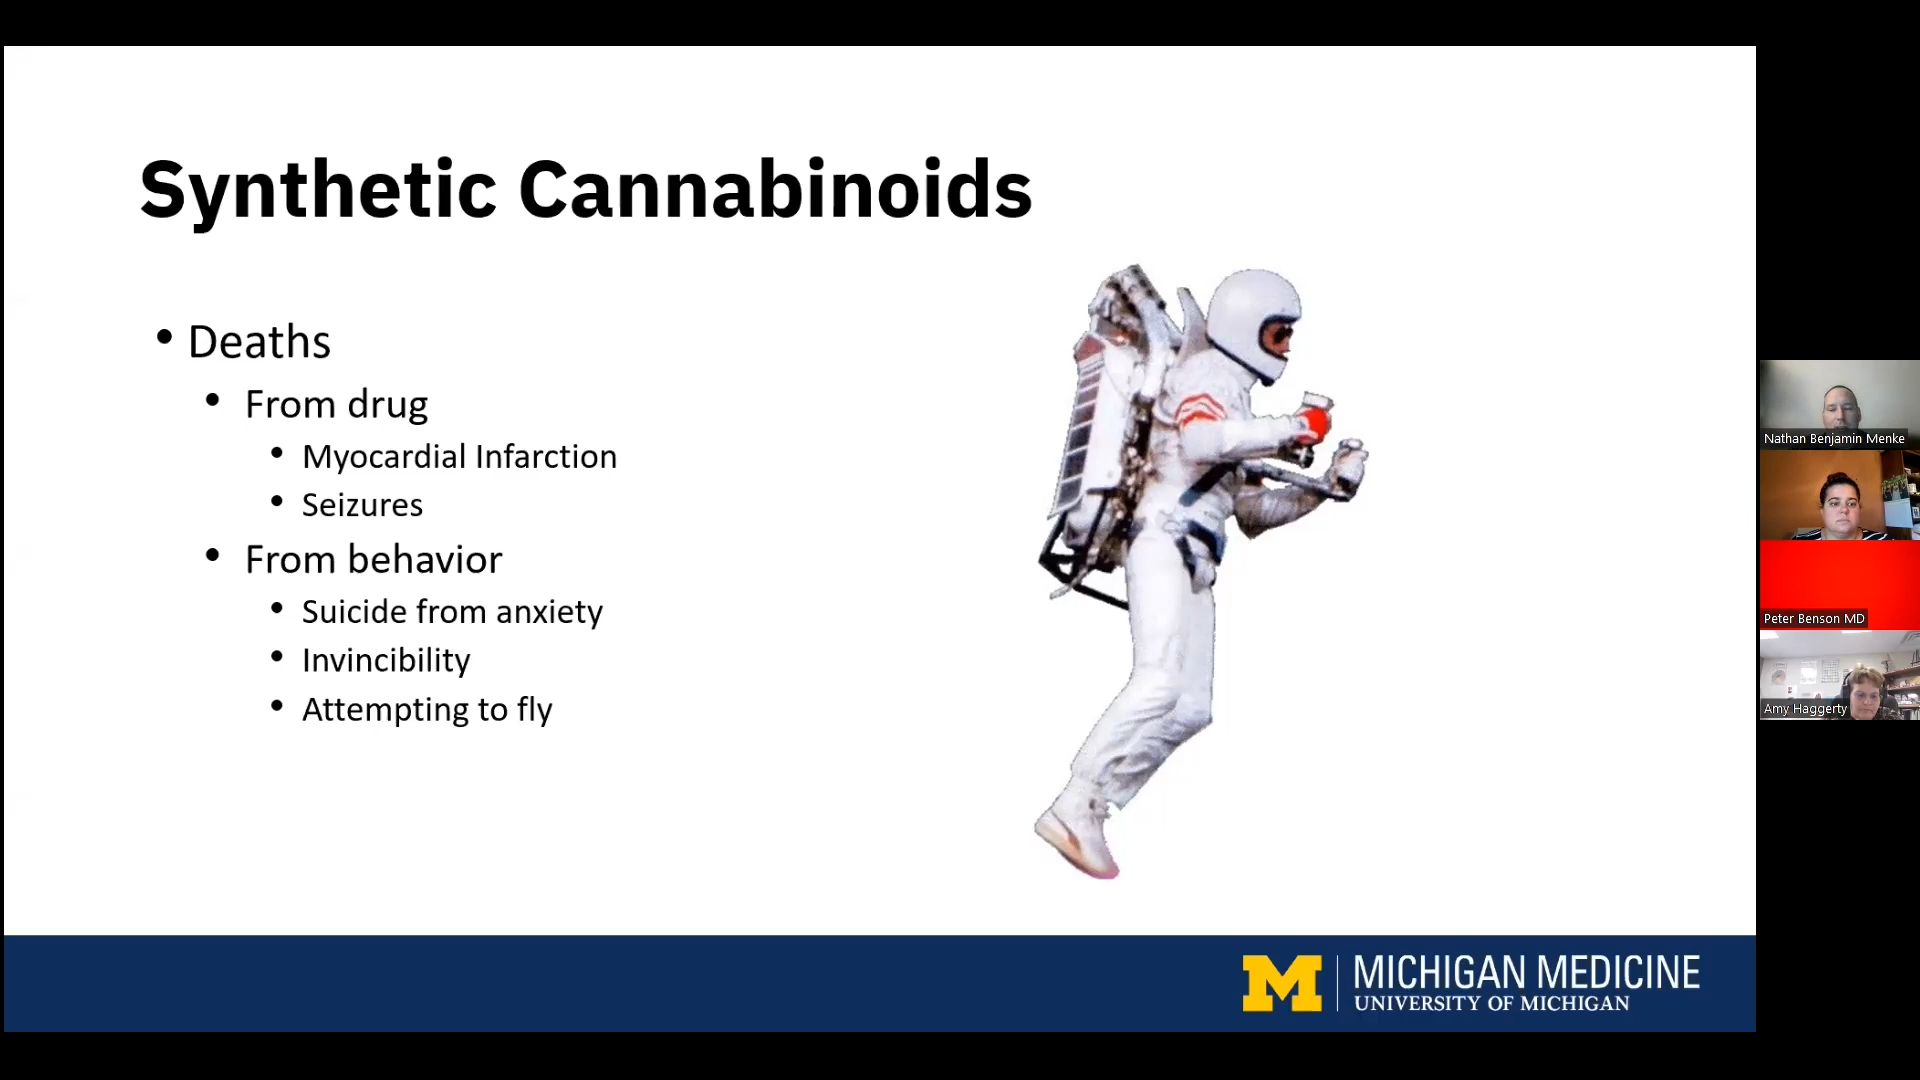 Synthetic Cannabinoids
• Deaths
• From drug
• Myocardial Infarction
• Seizures
• From behavior
• Suicide from anxiety
• Invincibility
• Attempting to fly
M | MICHIGAN MEDICINE
UNIVERSITY OF MICHIGAN
Nathan Benjamin Menke
Peter Benson MD
Amy Haggerty